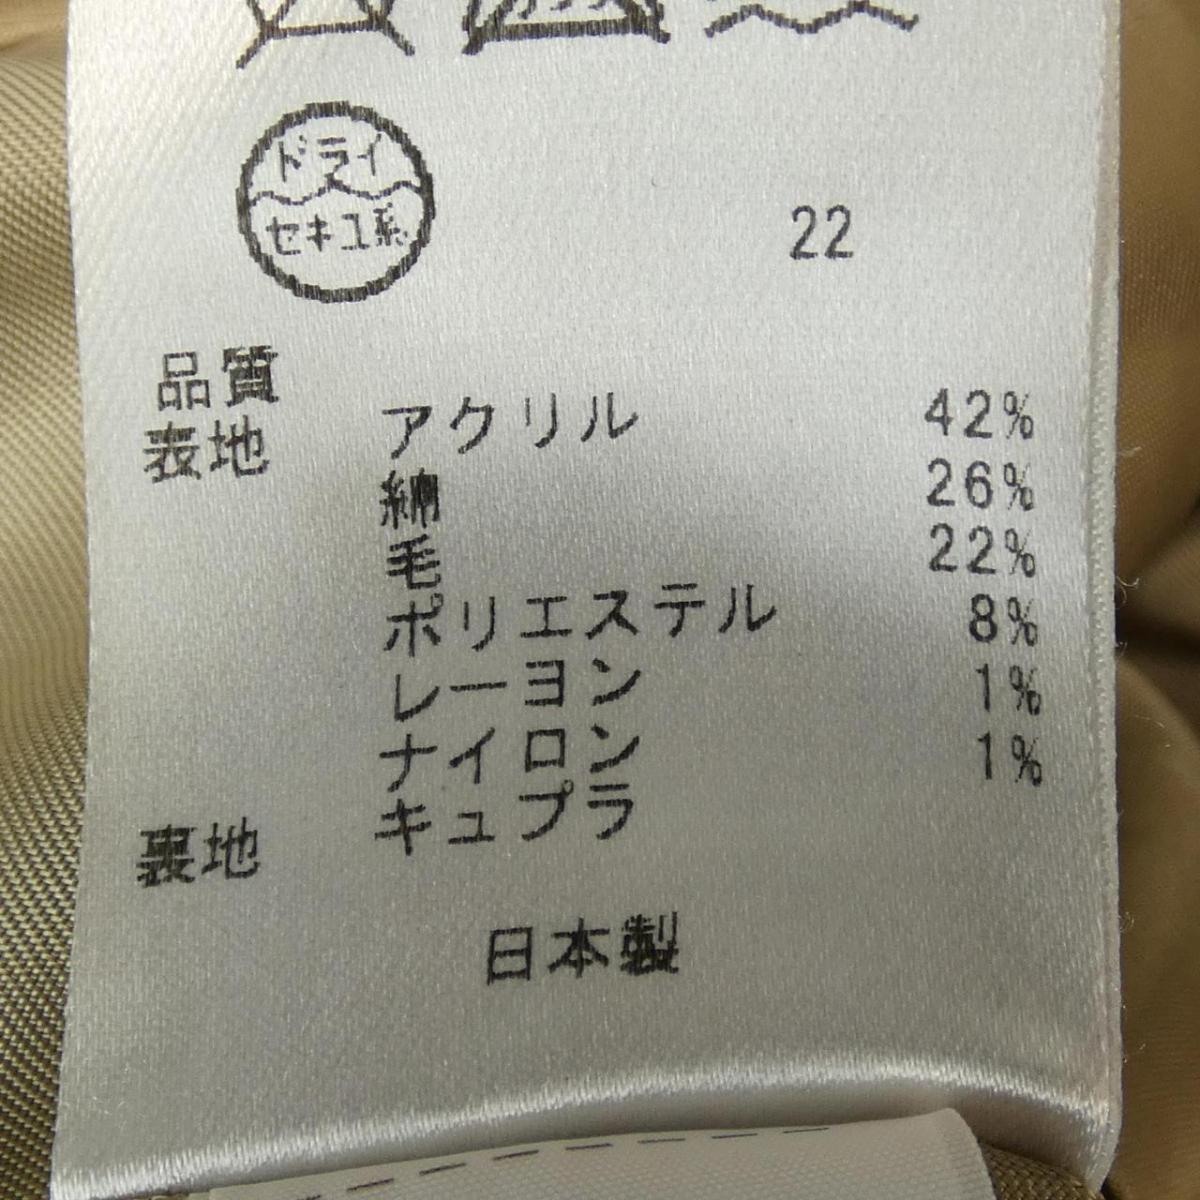 ドライ
セキユ系
22
品質
表地 アクリル 42%
綿 26%
毛 22%
ポリエステル 8%
レーヨン 1%
ナイロン 1%
裏地 キュプラ
日本製